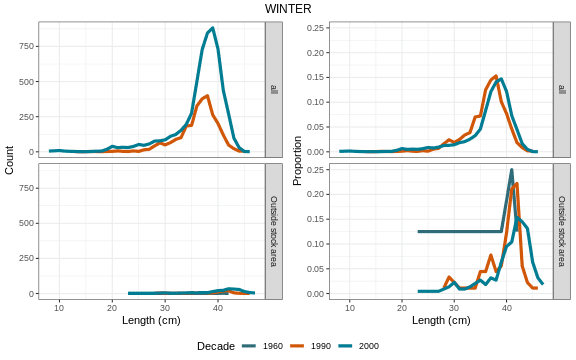 WINTER
Count
750
500
250
0
all
750
500
250
0
Outside stock area
10
20
30
40
Length (cm)
Proportion
0.25
0.20
0.15
0.10
0.05
0.00
all
0.25
0.20
0.15
0.10
0.05
0.00
Outside stock area
10
20
30
40
Length (cm)
Decade 1960 1990 2000